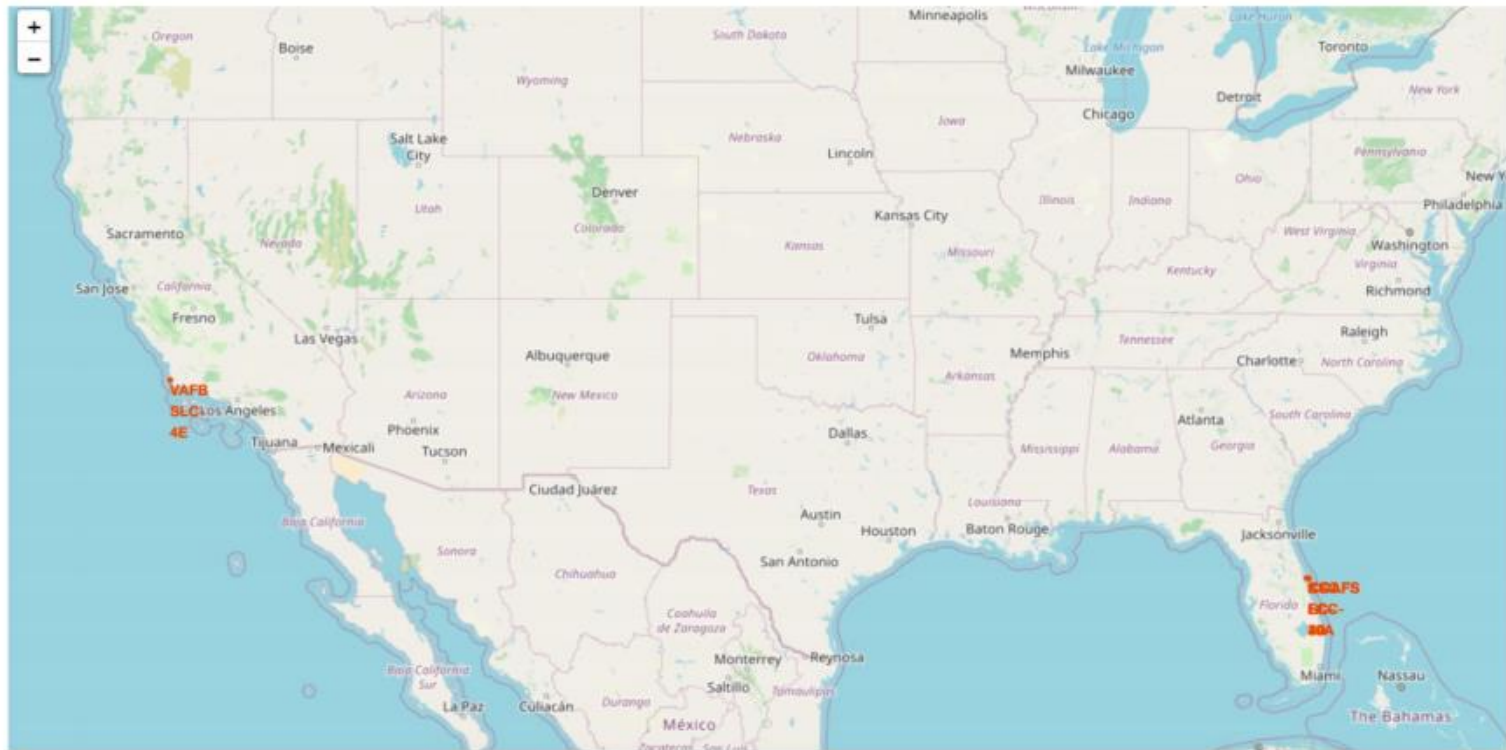 +
−
Oregon
Boise
South Dakota
Minneapolis
Wisconsin
Lake Huron
Toronto
Wyoming
Milwaukee
Lake Michigan
New York
Detroit
Chicago
Salt Lake
City
Nebraska
Iowa
Lincoln
Pennsylvania
Denver
Utah
Ohio
Illinois
Indiana
Philadelphia
Sacramento
Nevada
Colorado
Kansas City
Kansas
Missouri
West Virginia
Washington
Virginia
San Jose
California
Kentucky
Richmond
Fresno
Las Vegas
Tulsa
Raleigh
Albuquerque
Oklahoma
Memphis
Tennessee
Charlotte
North Carolina
VAFB
SLC-
4E
Los Angeles
Arizona
New Mexico
Arkansas
Phoenix
Dallas
Atlanta
South Carolina
Tijuana
Mexicali
Tucson
Mississippi
Alabama
Georgia
Ciudad Juárez
Texas
Louisiana
Baja California
Austin
Houston
Baton Rouge
Jacksonville
Sonora
Chihuahua
San Antonio
Florida
Coahuila
de Zaragoza
Monterrey
Reynosa
Miami
Nassau
Baja California
Sur
Saltillo
Tamaulipas
La Paz
Culiacán
Durango
México
The Bahamas
Zacatecas